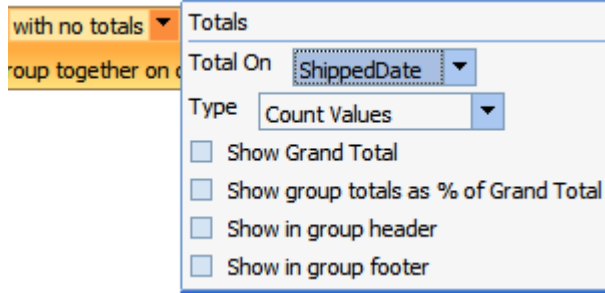 with no totals
Totals
roup together on
Total On ShippedDate
Type Count Values
Show Grand Total
Show group totals as % of Grand Total
Show in group header
Show in group footer